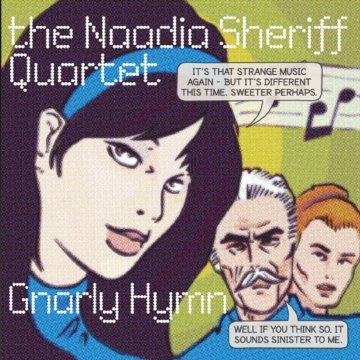 the Naadia Sheriff
Quartet
IT'S THAT STRANGE MUSIC
AGAIN - BUT IT'S DIFFERENT
THIS TIME. SWEETER PERHAPS.
Gnarly Hymn
WELL IF YOU THINK SO. IT
SOUNDS SINISTER TO ME.